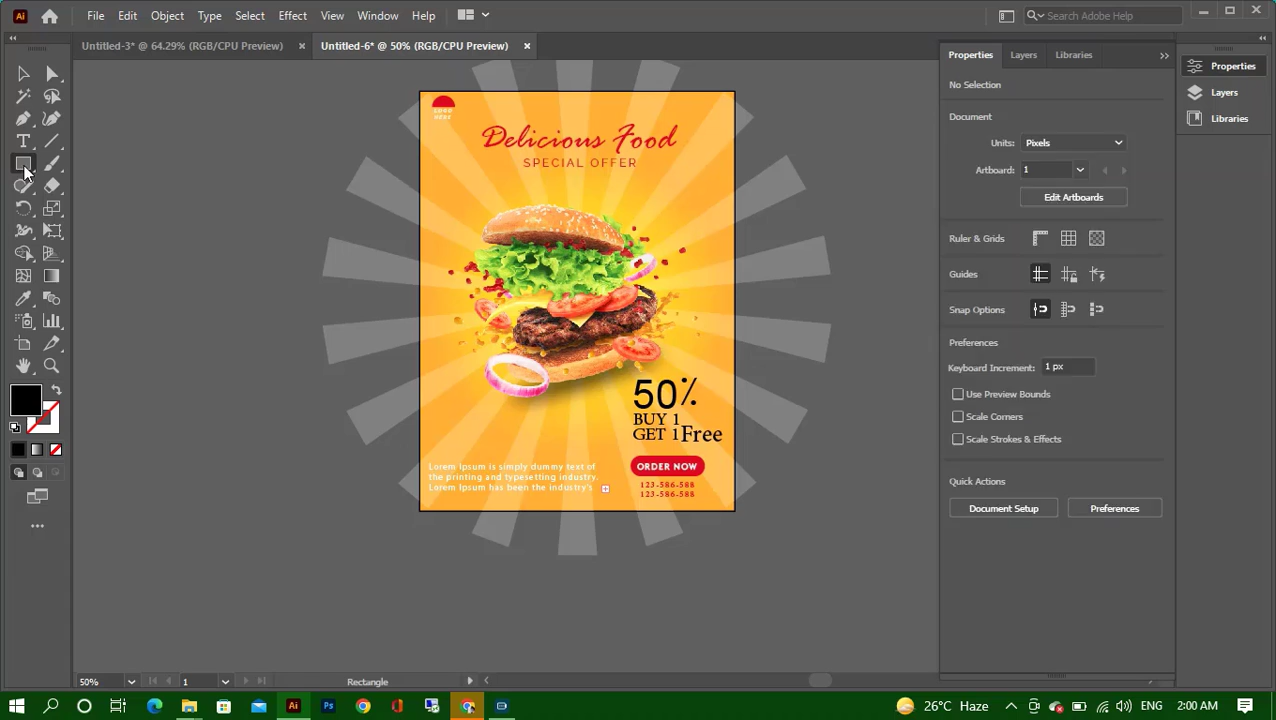 Ai
File Edit Object Type Select Effect View Window Help
Search Adobe Help
Untitled-3* @ 64.29% (RGB/CPU Preview) × Untitled-6* @ 50% (RGB/CPU Preview) ×
Properties Layers Libraries
Properties
Layers
Libraries
No Selection
Document
Units: Pixels
Artboard: 1
Edit Artboards
Ruler & Grids
Guides
Snap Options
Preferences
Keyboard Increment: 1 px
Use Preview Bounds
Scale Corners
Scale Strokes & Effects
Quick Actions
Document Setup Preferences
LOGO
HERE
Delicious Food
SPECIAL OFFER
50%
BUY 1
GET 1 Free
ORDER NOW
123-586-588
123-586-588
Lorem Ipsum is simply dummy text of
the printing and typesetting industry.
Lorem Ipsum has been the industry's
50% 1 Rectangle
Ai Ps
26°C Haze 2:00 AM